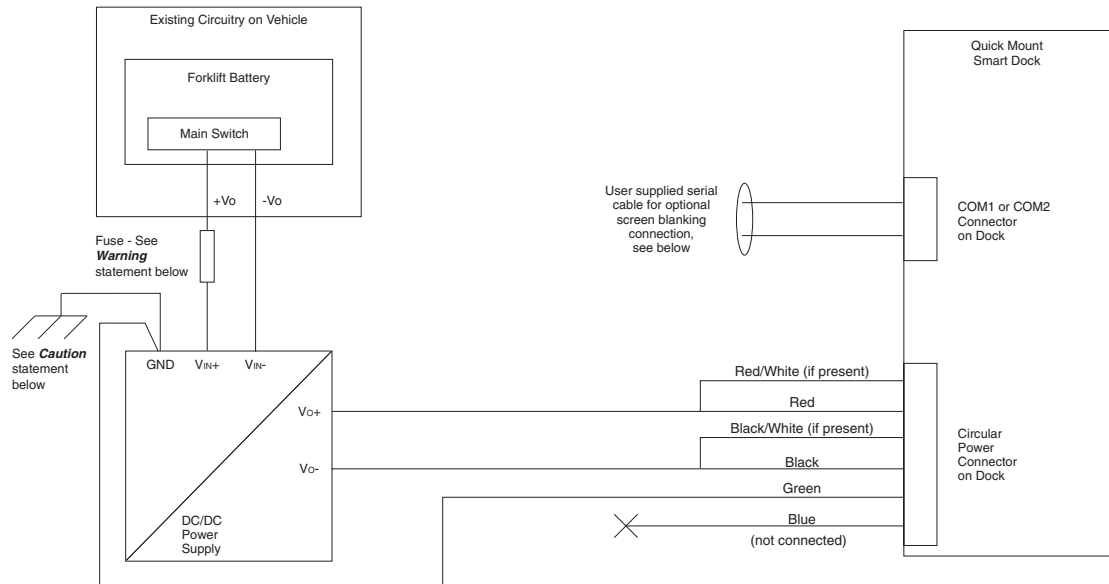 Existing Circuitry on Vehicle
Forklift Battery
Main Switch
+Vo
-Vo
Fuse - See
Warning
statement below
See Caution
statement
below
GND
VIN+
VIN-
VO+
VO-
DC/DC
Power
Supply
User supplied serial
cable for optional
screen blanking
connection,
see below
Quick Mount
Smart Dock
COM1 or COM2
Connector
on Dock
Red/White (if present)
Red
Black/White (if present)
Black
Green
Blue
(not connected)
Circular
Power
Connector
on Dock